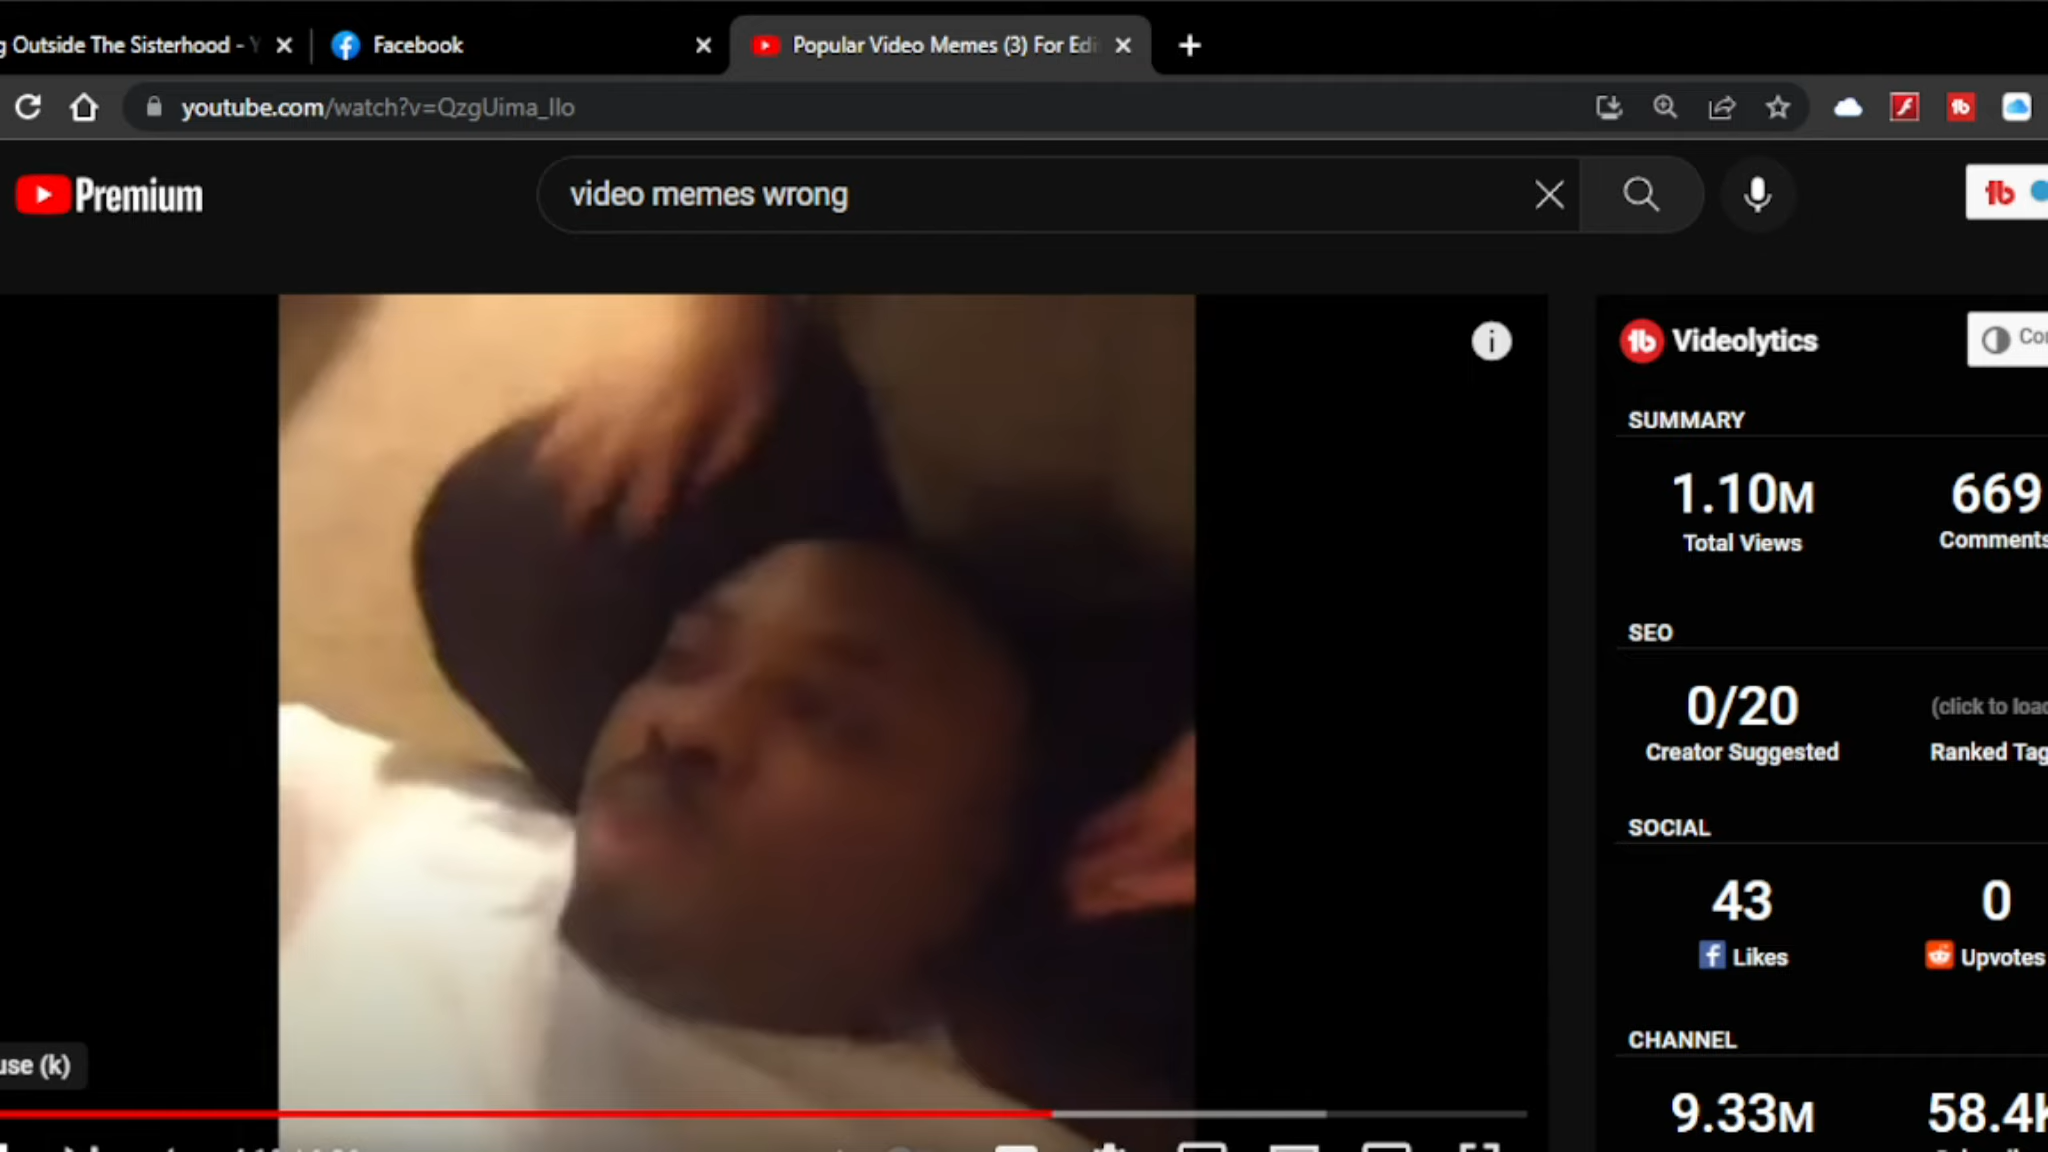 g Outside The Sisterhood - Y
Facebook
Popular Video Memes (3) For Edi
youtube.com/watch?v=QzgUima_llo
Premium
video memes wrong
Videolytics
Cor
SUMMARY
1.10M
669
Total Views
Comments
SEO
0/20
(click to load
Creator Suggested
Ranked Tag
SOCIAL
43
0
Likes
Upvotes
CHANNEL
use (k)
9.33M
58.4K